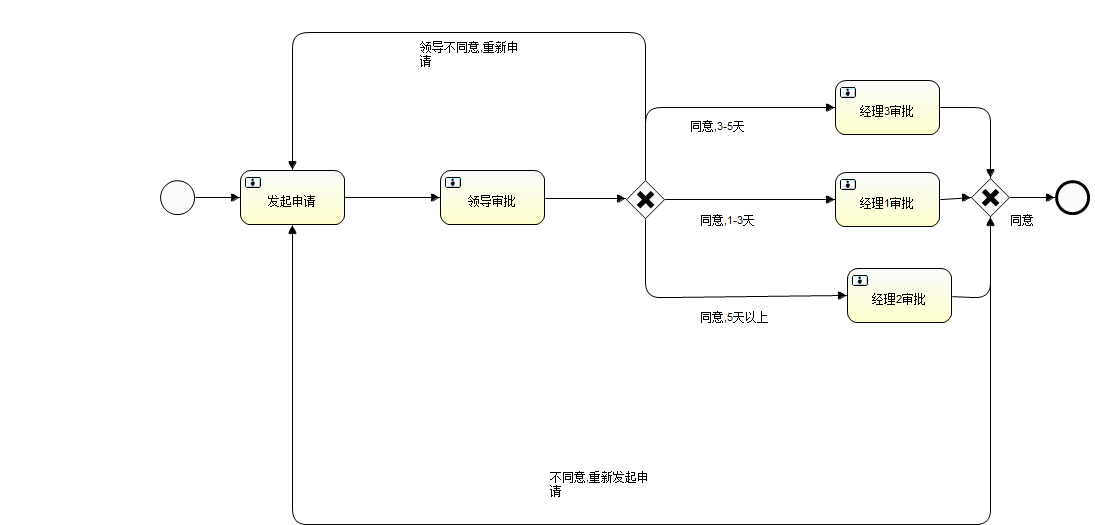 领导不同意,重新申
请
同意,3-5天
经理3审批
发起申请
领导审批
经理1审批
同意,1-3天
同意
经理2审批
同意,5天以上
不同意,重新发起申
请